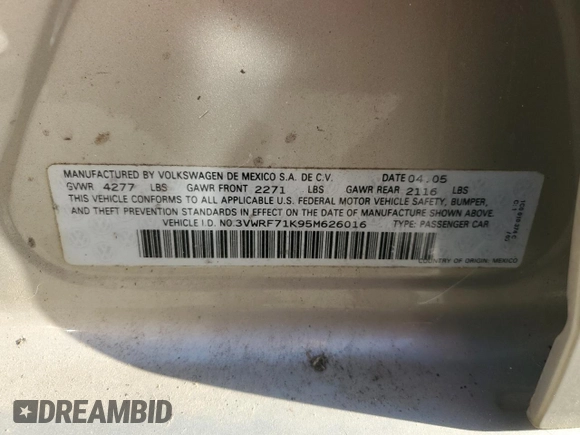 MANUFACTURED BY VOLKSWAGEN DE MEXICO S.A. DE C.V. DATE 04.05
GVWR 4277 LBS GAWR FRONT 2271 LBS GAWR REAR 2116 LBS
THIS VEHICLE CONFORMS TO ALL APPLICABLE U.S. FEDERAL MOTOR VEHICLE SAFETY, BUMPER,
AND THEFT PREVENTION STANDARDS IN EFFECT ON THE DATE OF MANUFACTURE SHOWN ABOVE.
VEHICLE I.D. NO. 3VWRF71K95M626016 TYPE: PASSENGER CAR
COUNTRY OF ORIGIN: MEXICO
DREAMBID